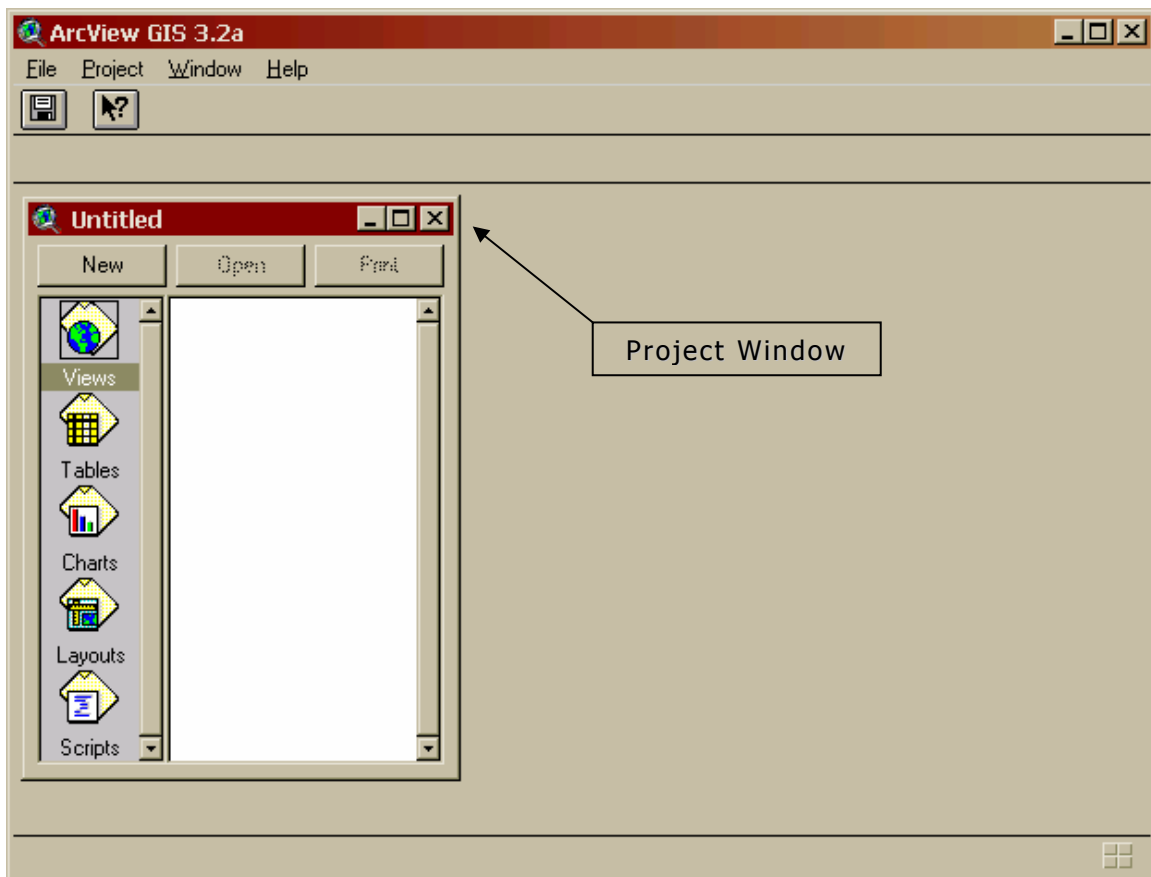 ArcView GIS 3.2a
File Project Window Help
Untitled
New Open Print
Views
Tables
Charts
Layouts
Scripts
Project Window